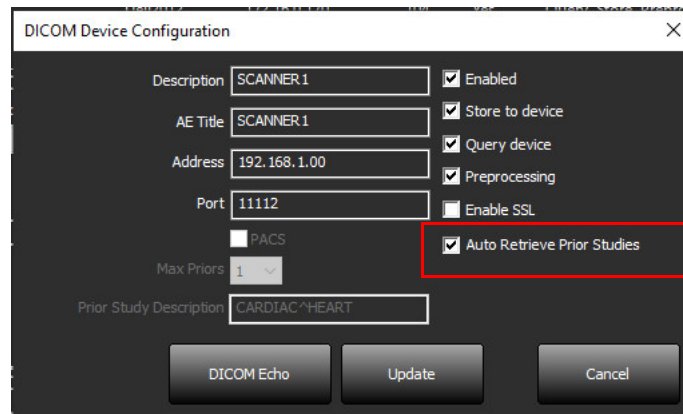 DICOM Device Configuration
Description SCANNER1
Enabled
AE Title SCANNER1
Store to device
Address 192.168.1.00
Query device
Preprocessing
Port 11112
Enable SSL
PACS
Auto Retrieve Prior Studies
Max Priors 1
Prior Study Description CARDIAC^HEART
DICOM Echo Update Cancel